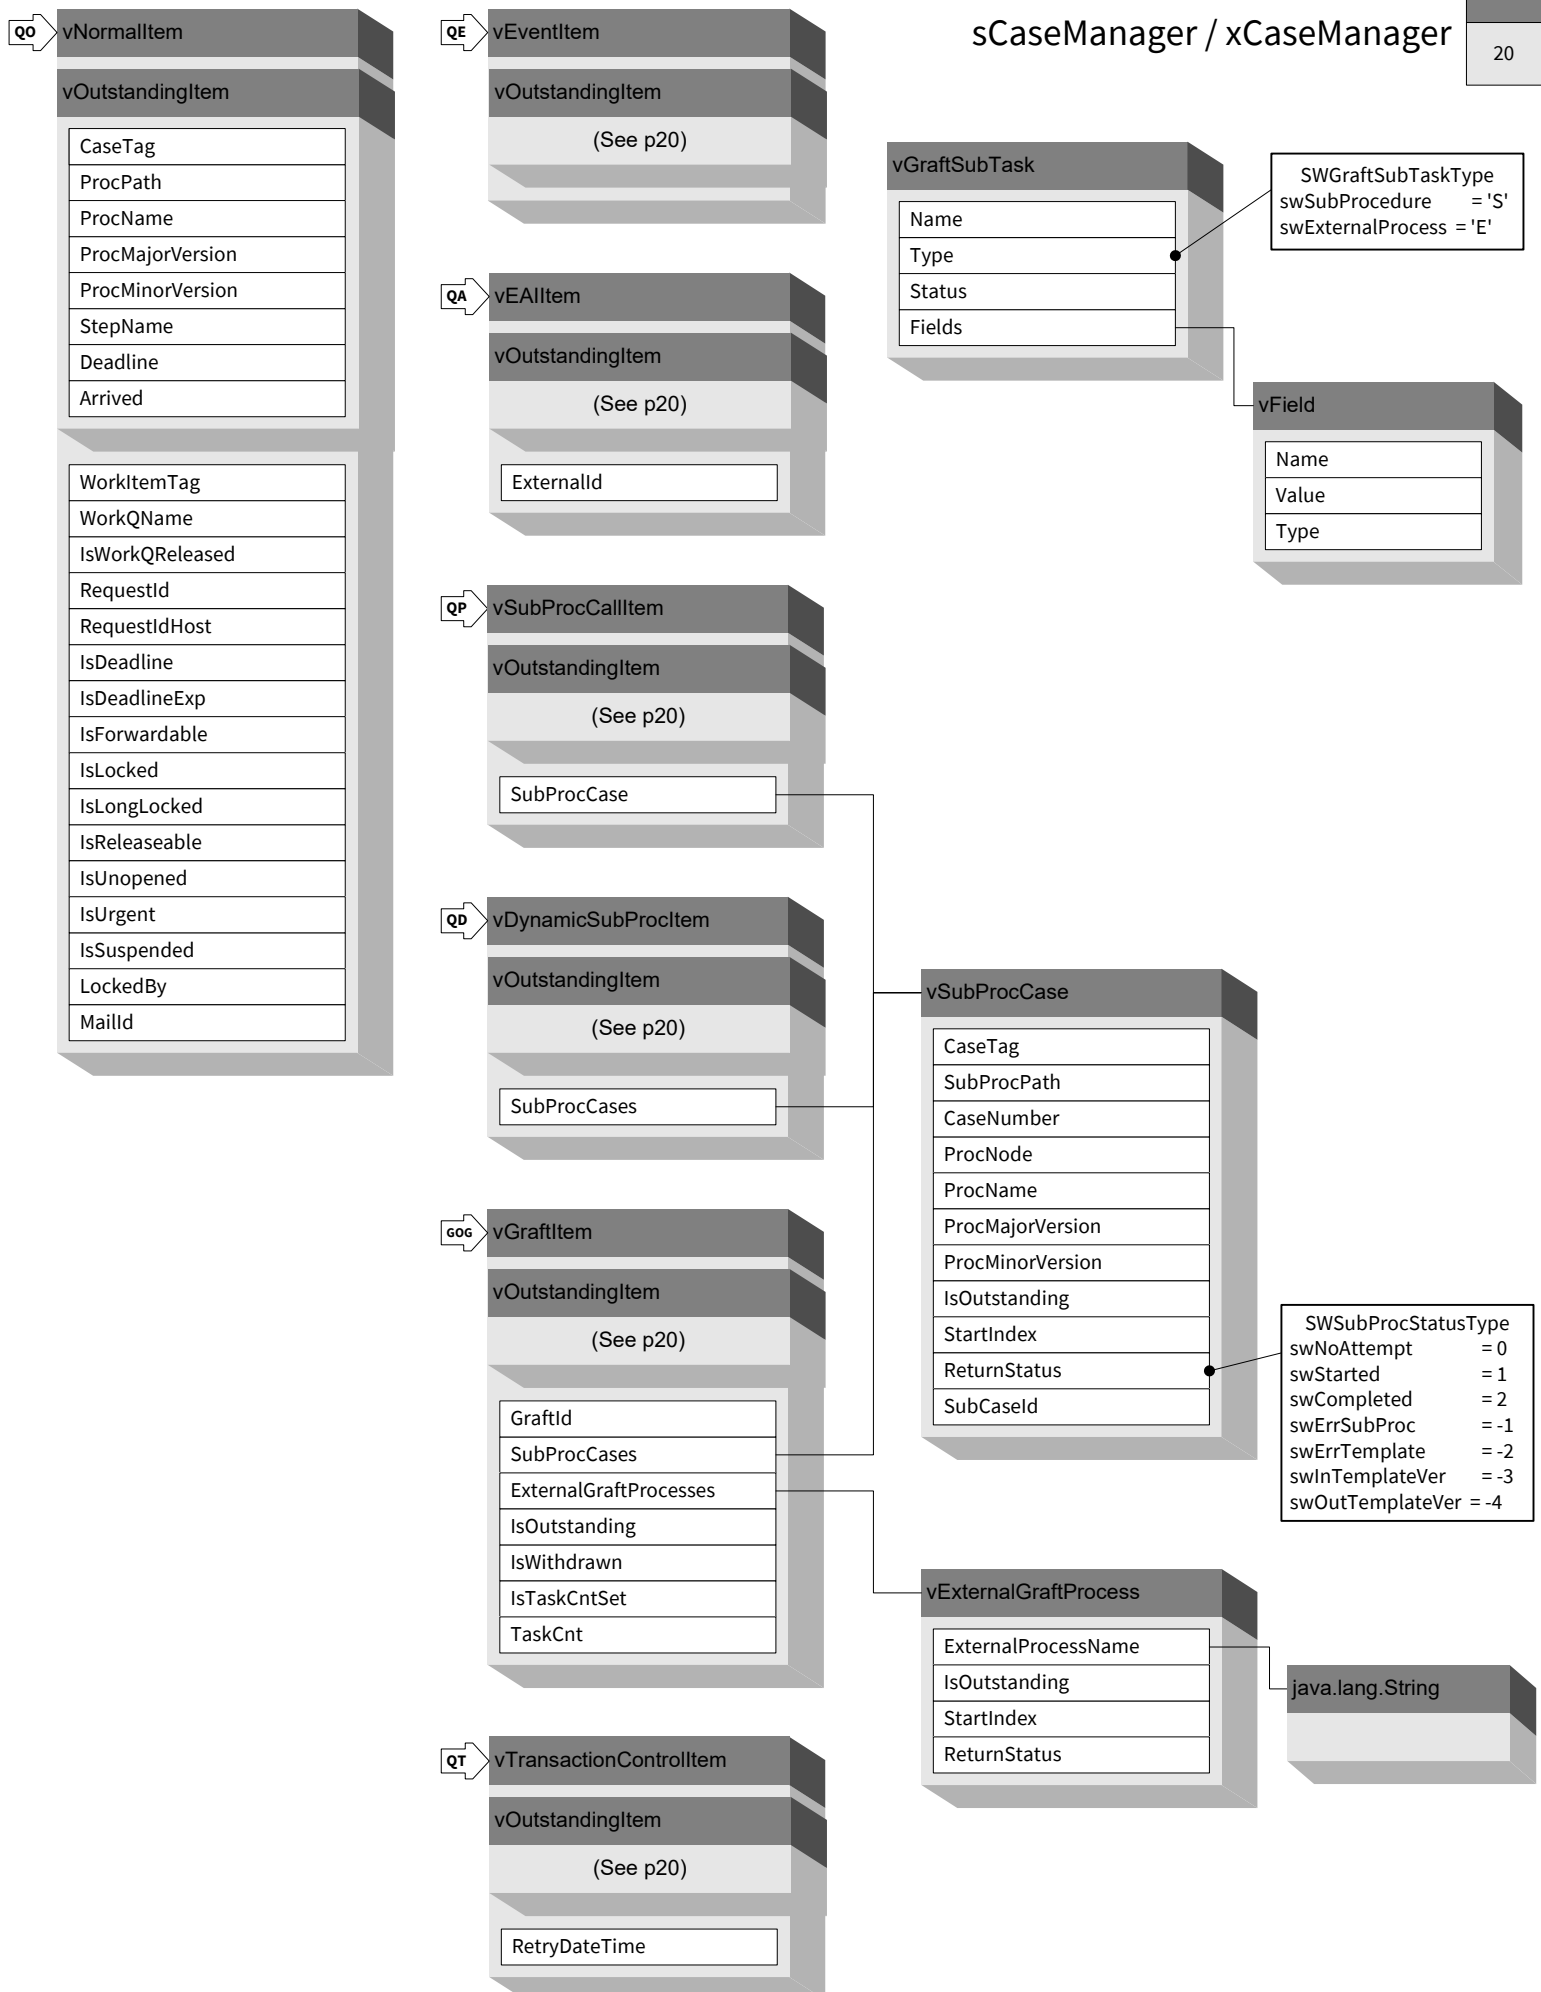 sCaseManager / xCaseManager
20
QO
vNormalItem
vOutstandingItem
CaseTag
ProcPath
ProcName
ProcMajorVersion
ProcMinorVersion
StepName
Deadline
Arrived
WorkItemTag
WorkQName
IsWorkQReleased
RequestId
RequestIdHost
IsDeadline
IsDeadlineExp
IsForwardable
IsLocked
IsLongLocked
IsReleaseable
IsUnopened
IsUrgent
IsSuspended
LockedBy
MailId
QE
vEventItem
vOutstandingItem
(See p20)
QA
vEAIItem
vOutstandingItem
(See p20)
ExternalId
QP
vSubProcCallItem
vOutstandingItem
(See p20)
SubProcCase
QD
vDynamicSubProcItem
vOutstandingItem
(See p20)
SubProcCases
GOG
vGraftItem
vOutstandingItem
(See p20)
GraftId
SubProcCases
ExternalGraftProcesses
IsOutstanding
IsWithdrawn
IsTaskCntSet
TaskCnt
QT
vTransactionControlItem
vOutstandingItem
(See p20)
RetryDateTime
vGraftSubTask
Name
Type
Status
Fields
SWGraftSubTaskType
swSubProcedure = 'S'
swExternalProcess = 'E'
vField
Name
Value
Type
vSubProcCase
CaseTag
SubProcPath
CaseNumber
ProcNode
ProcName
ProcMajorVersion
ProcMinorVersion
IsOutstanding
StartIndex
ReturnStatus
SubCaseId
SWSubProcStatusType
swNoAttempt = 0
swStarted = 1
swCompleted = 2
swErrSubProc = -1
swErrTemplate = -2
swInTemplateVer = -3
swOutTemplateVer = -4
vExternalGraftProcess
ExternalProcessName
IsOutstanding
StartIndex
ReturnStatus
java.lang.String